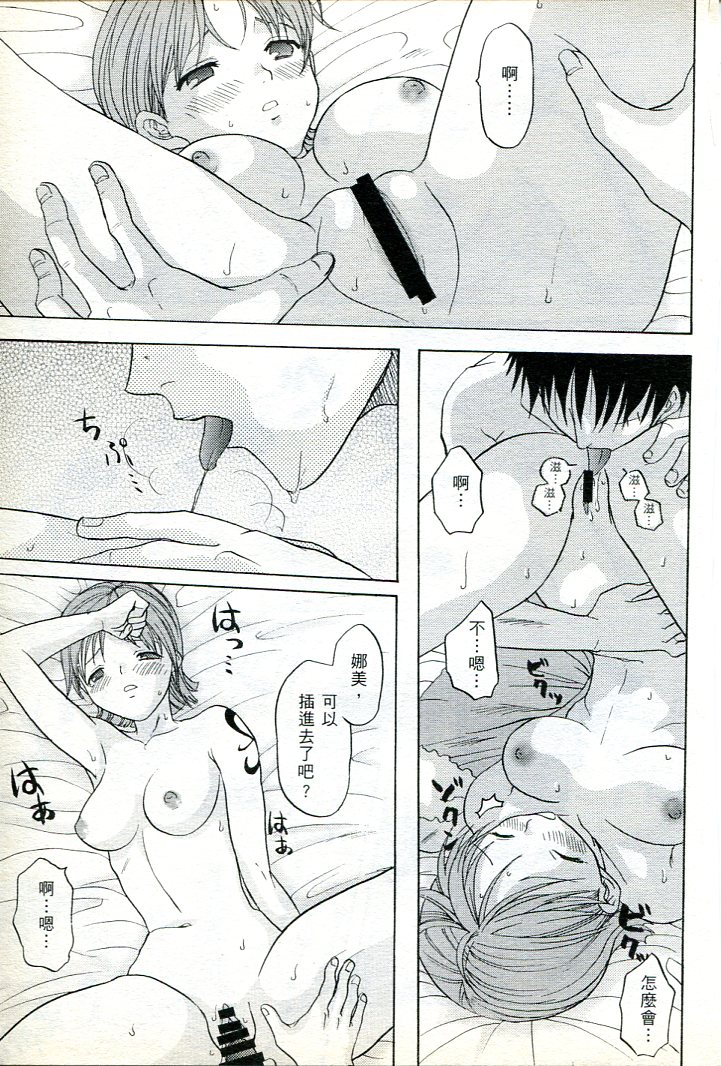 啊……
啊…
滋…
滋…
滋…
滋…
不…嗯…
ビクッ
ゾクン
ビクッ
怎麼會…
ちぷ…
はっ…
娜美，
可以
插進去了吧？
はぁ
はぁ
啊…嗯…